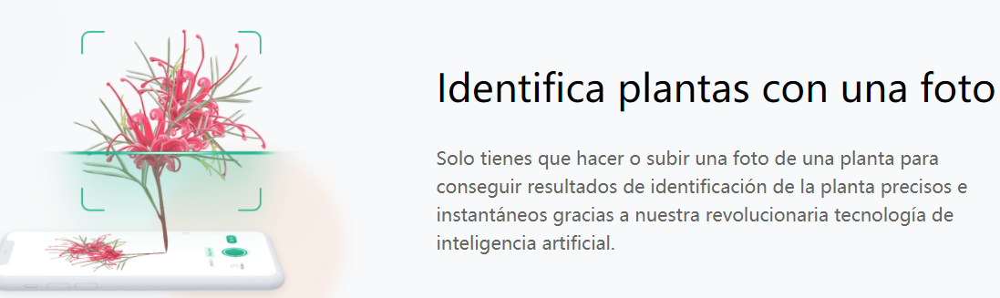 Identifica plantas con una foto
Solo tienes que hacer o subir una foto de una planta para
conseguir resultados de identificación de la planta precisos e
instantáneos gracias a nuestra revolucionaria tecnología de
inteligencia artificial.